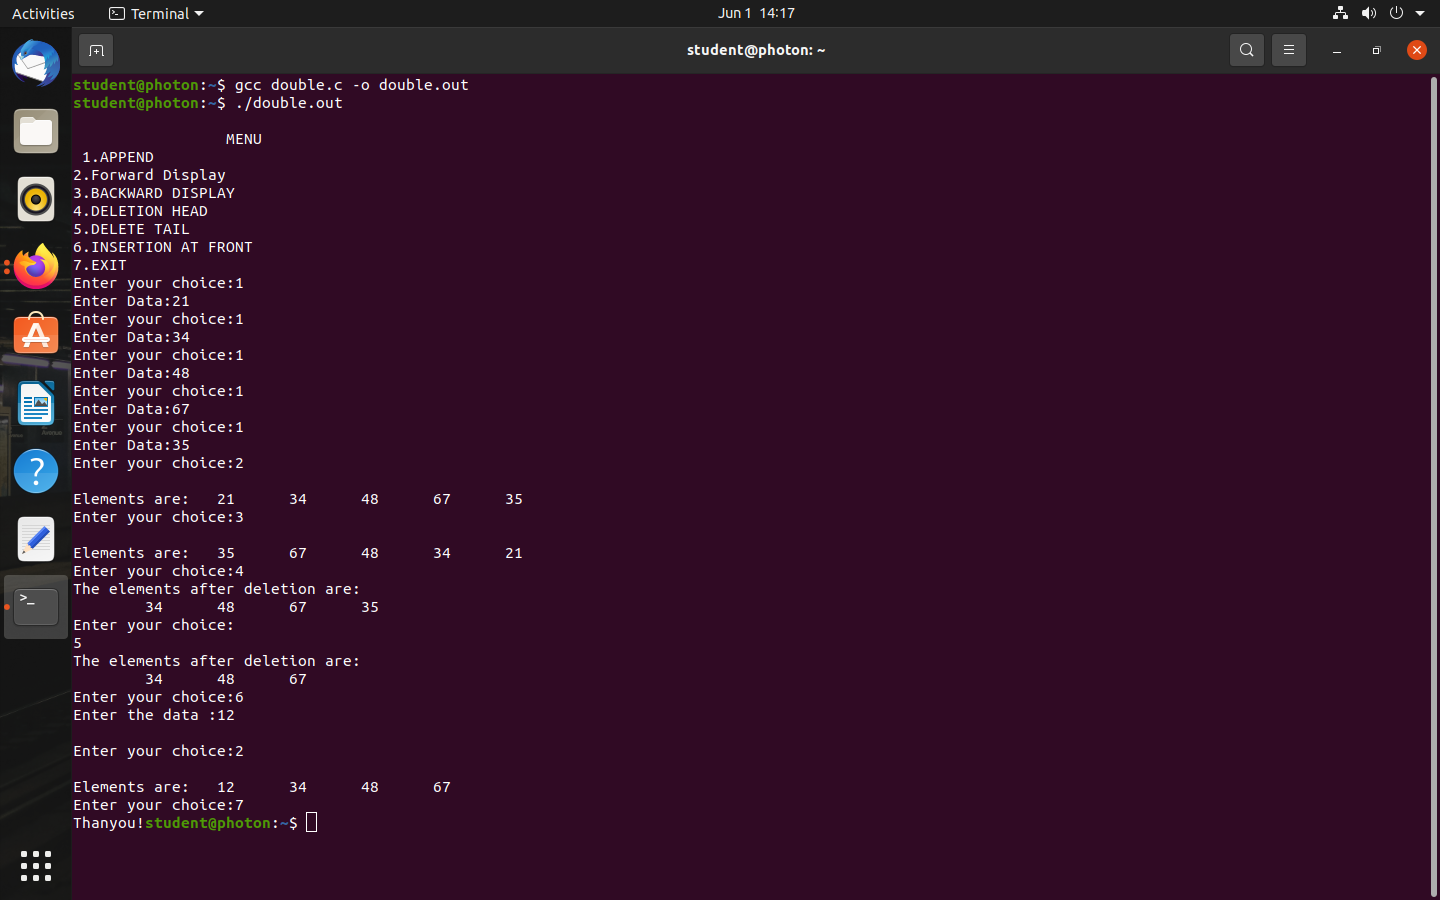 Activities Terminal Jun 1 14:17
student@photon: ~
student@photon:~$ gcc double.c -o double.out
student@photon:~$ ./double.out
MENU
1.APPEND
2.Forward Display
3.BACKWARD DISPLAY
4.DELETION HEAD
5.DELETE TAIL
6.INSERTION AT FRONT
7.EXIT
Enter your choice:1
Enter Data:21
Enter your choice:1
Enter Data:34
Enter your choice:1
Enter Data:48
Enter your choice:1
Enter Data:67
Enter your choice:1
Enter Data:35
Enter your choice:2
Elements are: 21 34 48 67 35
Enter your choice:3
Elements are: 35 67 48 34 21
Enter your choice:4
The elements after deletion are:
34 48 67 35
Enter your choice:
5
The elements after deletion are:
34 48 67
Enter your choice:6
Enter the data :12
Enter your choice:2
Elements are: 12 34 48 67
Enter your choice:7
Thanyou!student@photon:~$